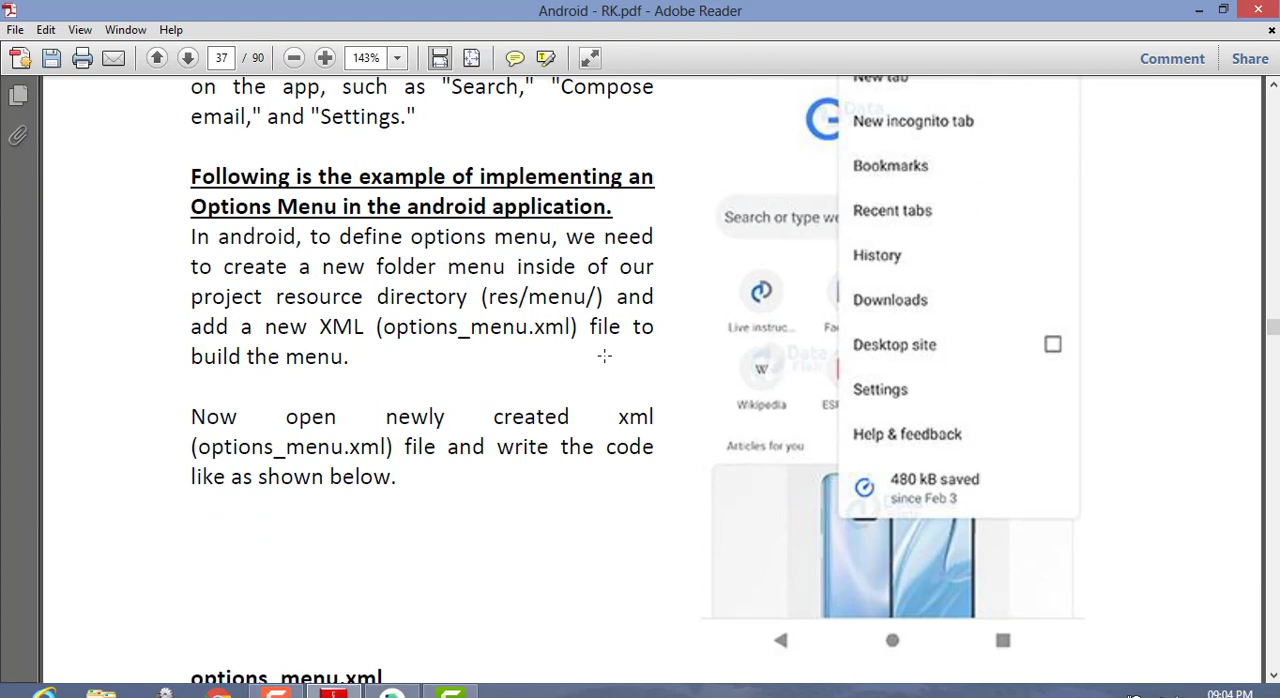 Android - RK.pdf - Adobe Reader
File Edit View Window Help
37 / 90 143% Comment Share
on the app, such as "Search," "Compose
email," and "Settings."
Following is the example of implementing an
Options Menu in the android application.
In android, to define options menu, we need
to create a new folder menu inside of our
project resource directory (res/menu/) and
add a new XML (options_menu.xml) file to
build the menu.
Now open newly created xml
(options_menu.xml) file and write the code
like as shown below.
options_menu.xml
New tab
New incognito tab
Bookmarks
Recent tabs
History
Downloads
Desktop site
Settings
Help & feedback
480 kB saved
since Feb 3
Search or type we
Live instruc... Fa
Wikipedia ESF
Articles for you
09:04 PM